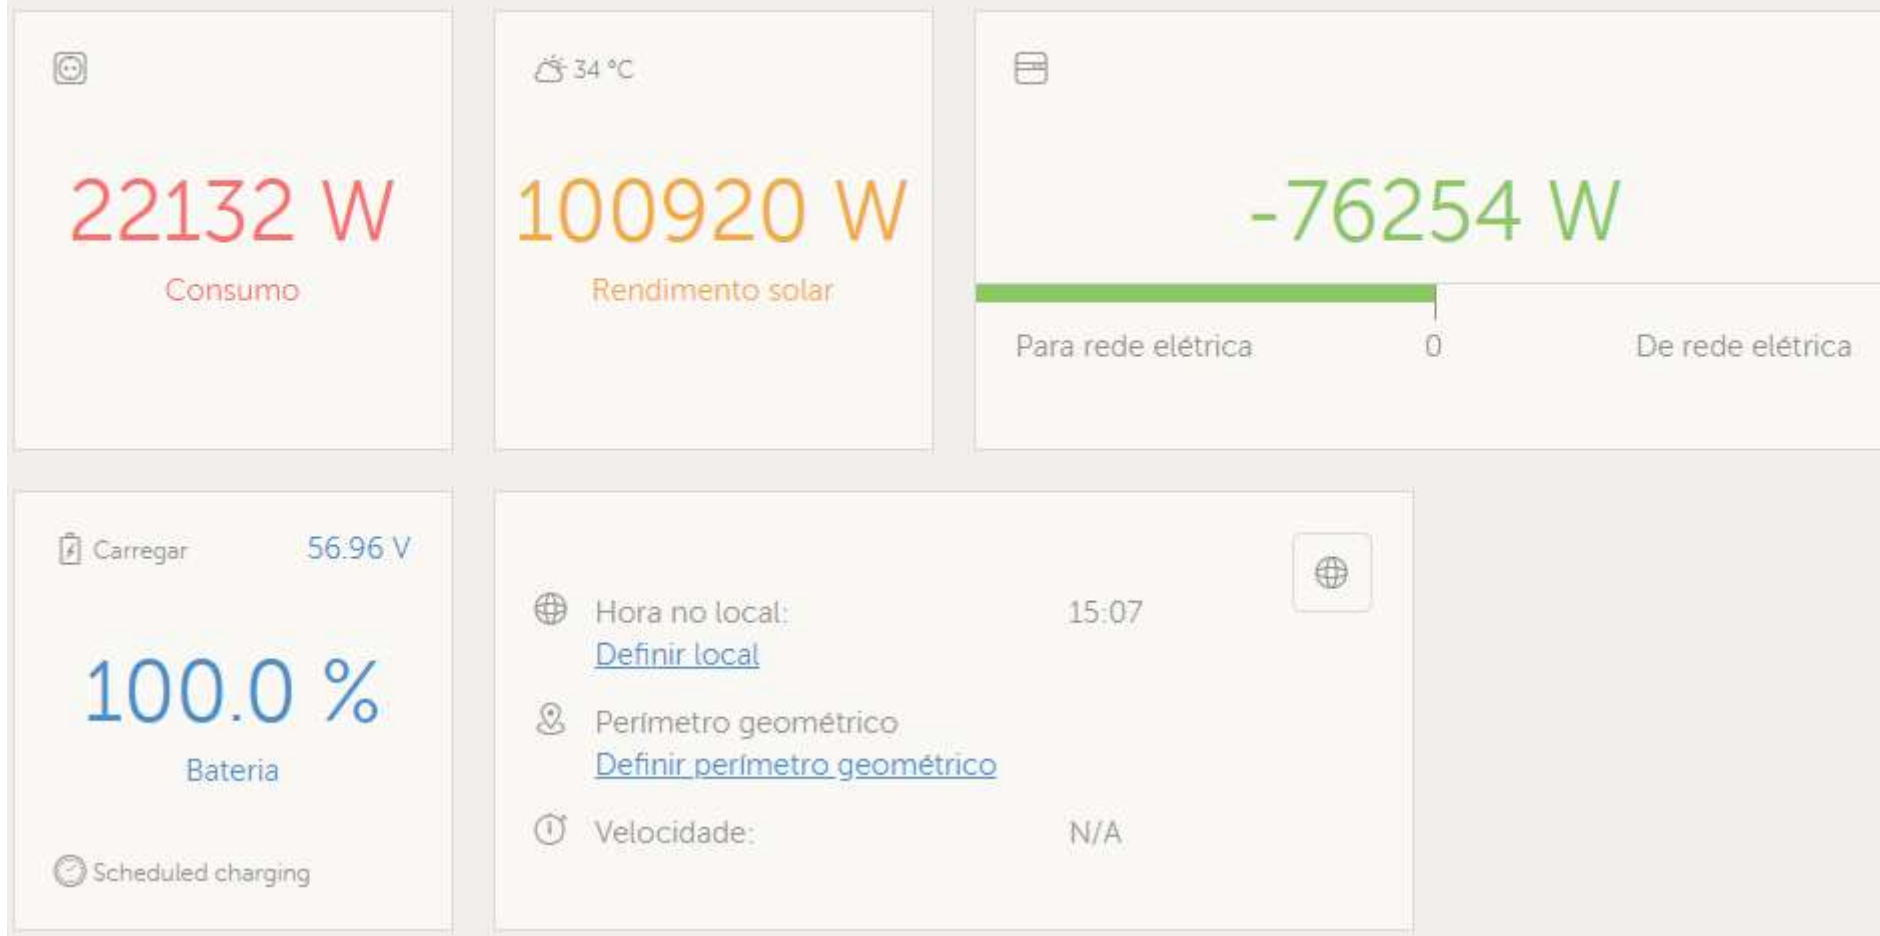 34 °C
22132 W
Consumo
100920 W
Rendimento solar
-76254 W
Para rede elétrica
0
De rede elétrica
Carregar
56.96 V
100.0 %
Bateria
Scheduled charging
Hora no local:
15:07
Definir local
Perímetro geométrico
Definir perímetro geométrico
Velocidade:
N/A